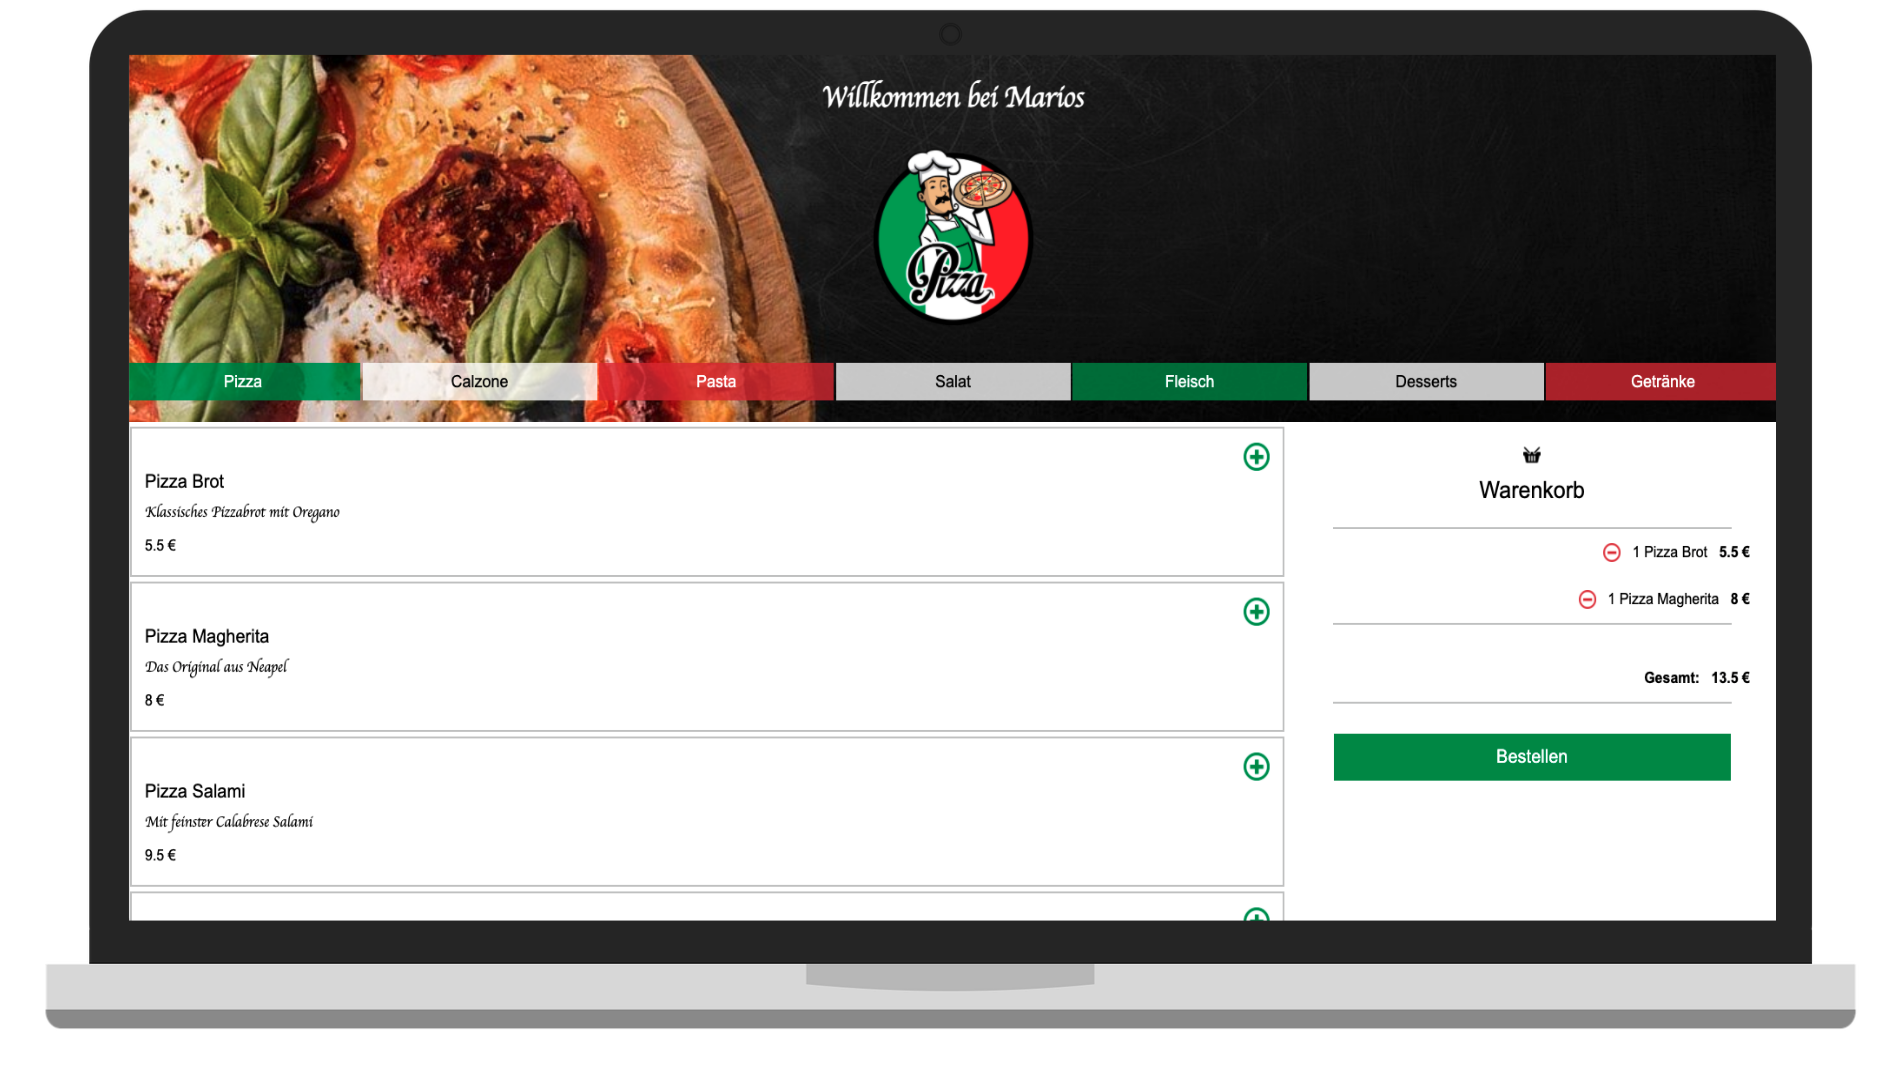 Willkommen bei Marios
Pizza
Pizza Calzone Pasta Salat Fleisch Desserts Getränke
Pizza Brot
Klassisches Pizzabrot mit Oregano
5.5 €
Pizza Magherita
Das Original aus Neapel
8 €
Pizza Salami
Mit feinster Calabrese Salami
9.5 €
Warenkorb
1 Pizza Brot 5.5 €
1 Pizza Magherita 8 €
Gesamt: 13.5 €
Bestellen